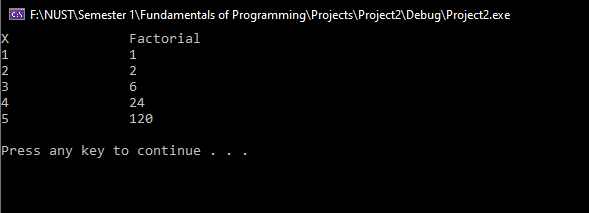 F:\NUST\Semester 1\Fundamentals of Programming\Projects\Project2\Debug\Project2.exe
X Factorial
1 1
2 2
3 6
4 24
5 120
Press any key to continue . . .